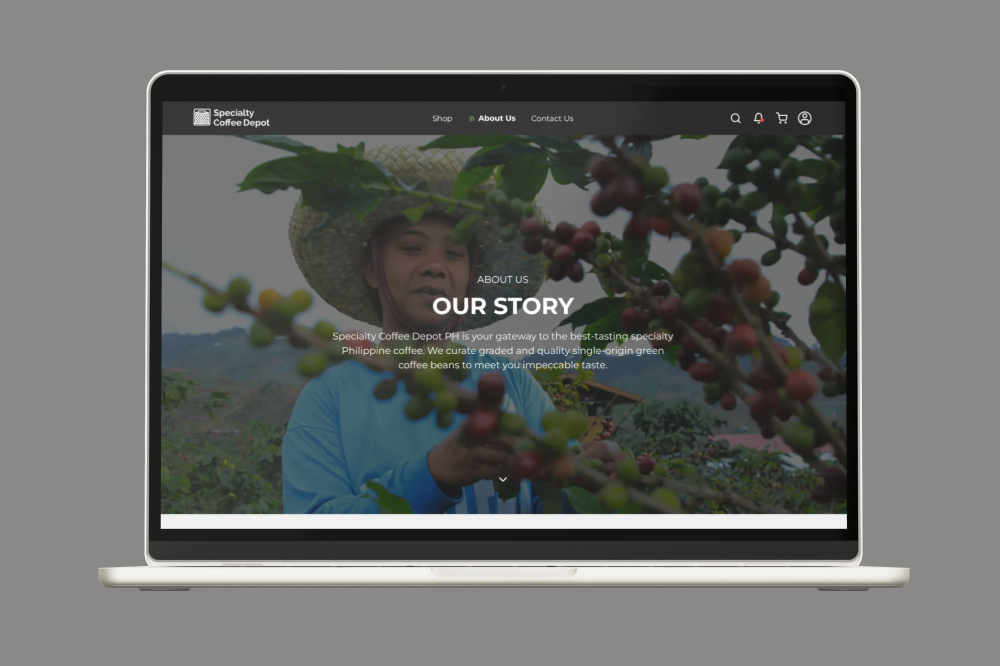 Specialty
Coffee Depot
Shop
About Us
Contact Us
ABOUT US
OUR STORY
Specialty Coffee Depot PH is your gateway to the best-tasting specialty
Philippine coffee. We curate graded and quality single-origin green
coffee beans to meet you impeccable taste.